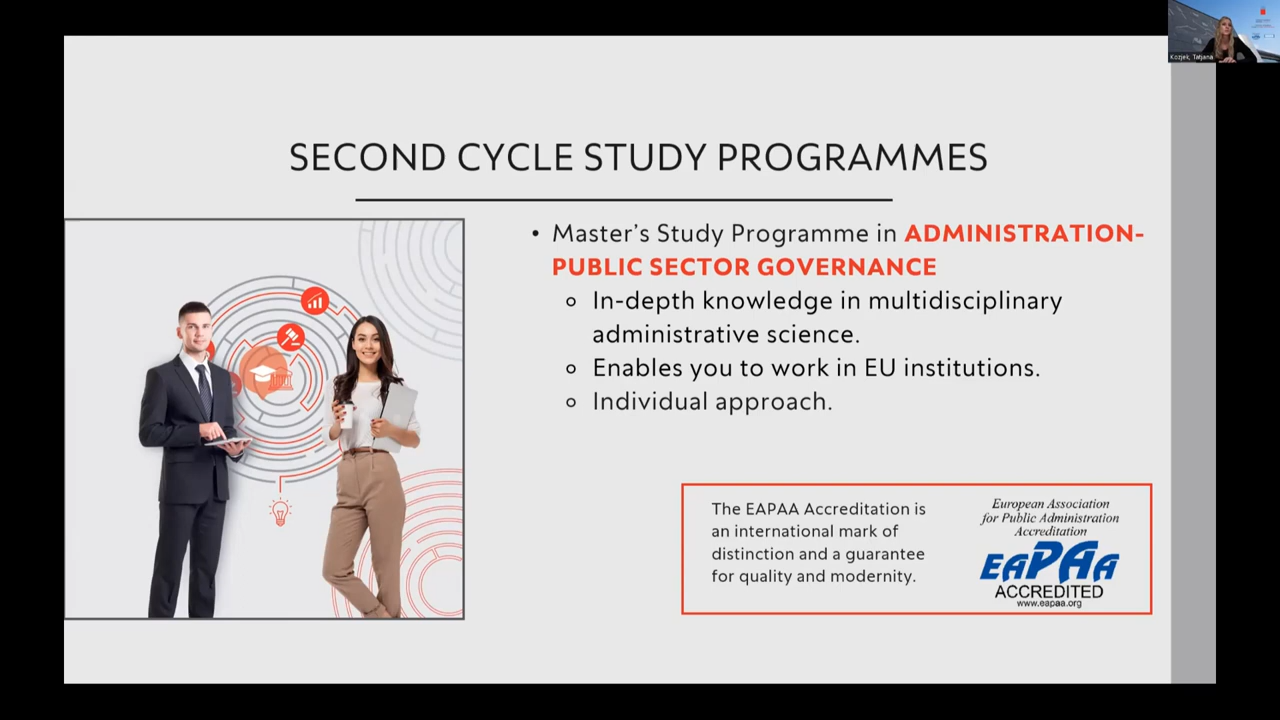 Kozjek, Tatjana
SECOND CYCLE STUDY PROGRAMMES
• Master's Study Programme in ADMINISTRATION-
PUBLIC SECTOR GOVERNANCE
In-depth knowledge in multidisciplinary
administrative science.
Enables you to work in EU institutions.
Individual approach.
The EAPAA Accreditation is
an international mark of
distinction and a guarantee
for quality and modernity.
European Association
for Public Administration
Accreditation
EAPAA
ACCREDITED
www.eapaa.org